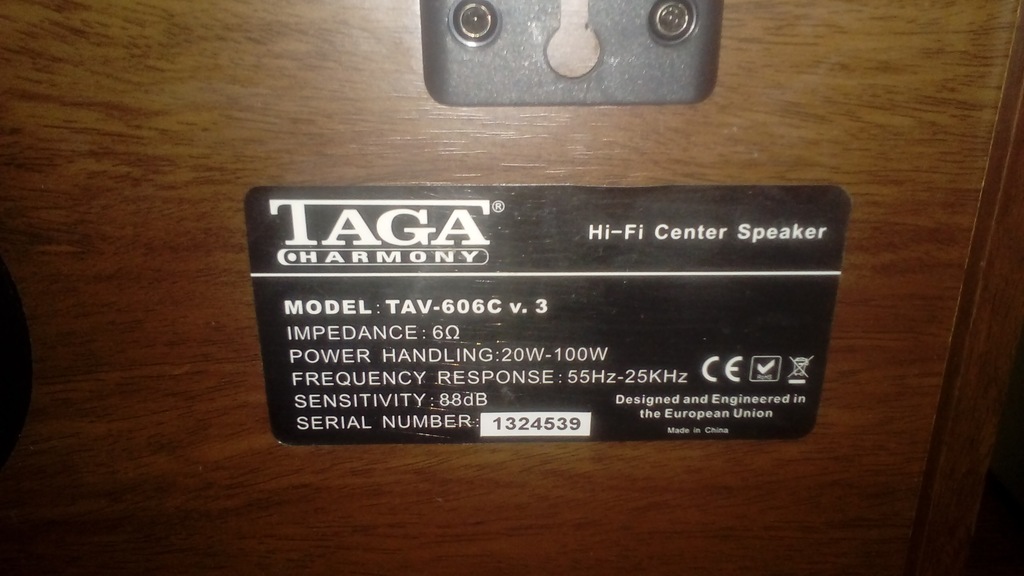 TAGA®
HARMONY
Hi-Fi Center Speaker
MODEL: TAV-606C v. 3
IMPEDANCE: 6Ω
POWER HANDLING:20W-100W
FREQUENCY RESPONSE: 55Hz-25KHz
SENSITIVITY: 88dB
SERIAL NUMBER: 1324539
CE
Designed and Engineered in
the European Union
Made in China